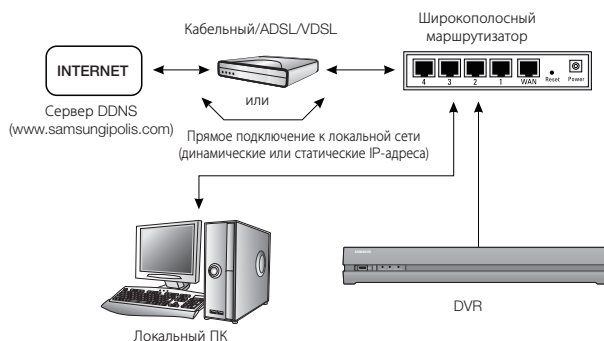 Широкополосный
маршрутизатор
Кабельный/ADSL/VDSL
INTERNET
4 3 2 1 WAN Reset Power
Сервер DDNS
(www.samsungipolis.com)
или
Прямое подключение к локальной сети
(динамические или статические IP-адреса)
DVR
Локальный ПК